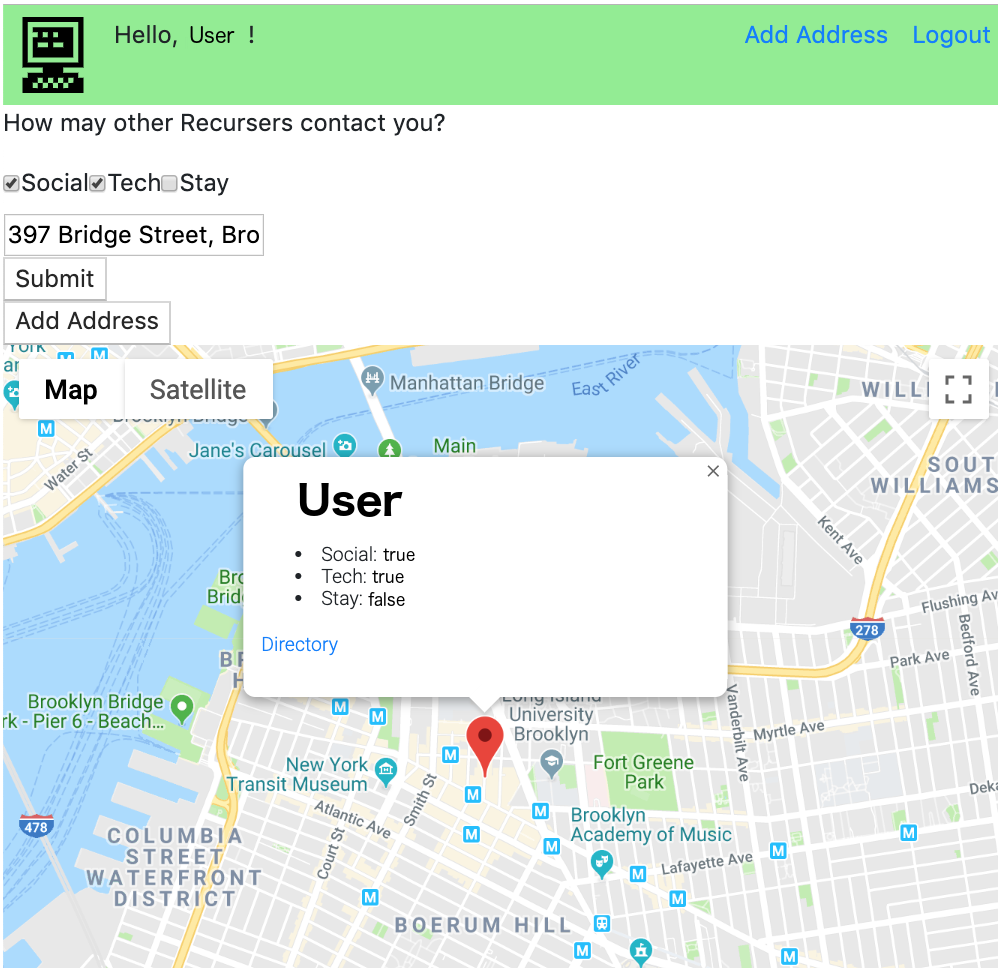 Hello, User !
Add Address Logout
How may other Recursers contact you?
Social Tech Stay
397 Bridge Street, Bro
Submit
Add Address
York
Map Satellite
Manhattan Bridge
East River
Brooklyn Bridge
Jane's Carousel
Main
Water St
SOUT
WILLIAMS
Kent Ave
User
Social: true
Tech: true
Stay: false
Directory
Flushing Av
278
Bedford Ave
Park Ave
Brooklyn Bridge
rk - Pier 6 - Beach...
Long Island
University
Brooklyn
Vanderbilt Ave
Myrtle Ave
New York
Transit Museum
Fort Greene
Park
Smith St
Atlantic Ave
Court St
478
COLUMBIA
STREET
WATERFRONT
DISTRICT
Brooklyn
Academy of Music
Lafayette Ave
BOERUM HILL